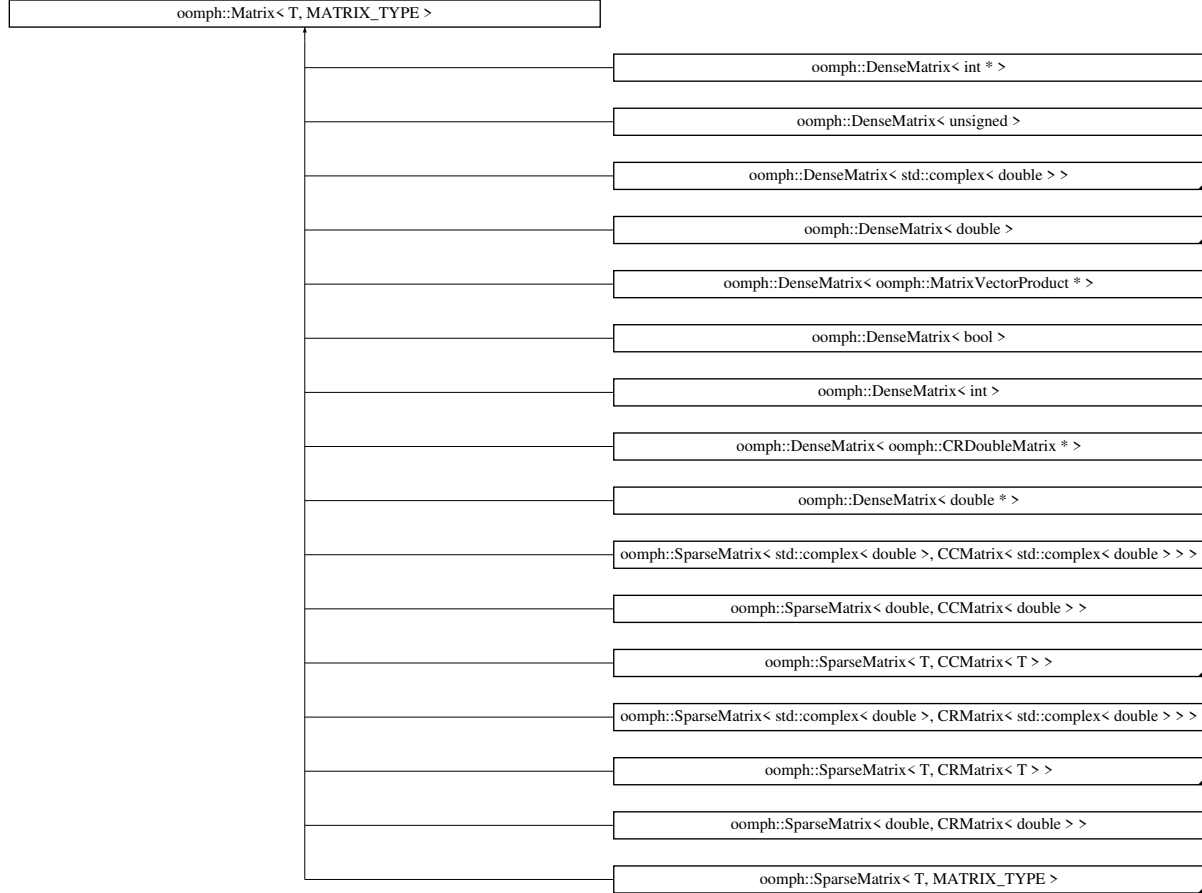 oomph::Matrix< T, MATRIX_TYPE >
oomph::DenseMatrix< int * >
oomph::DenseMatrix< unsigned >
oomph::DenseMatrix< std::complex< double > >
oomph::DenseMatrix< double >
oomph::DenseMatrix< oomph::MatrixVectorProduct * >
oomph::DenseMatrix< bool >
oomph::DenseMatrix< int >
oomph::DenseMatrix< oomph::CRDoubleMatrix * >
oomph::DenseMatrix< double * >
oomph::SparseMatrix< std::complex< double >, CCMatrix< std::complex< double > > >
oomph::SparseMatrix< double, CCMatrix< double > >
oomph::SparseMatrix< T, CCMatrix< T > >
oomph::SparseMatrix< std::complex< double >, CRMatrix< std::complex< double > > >
oomph::SparseMatrix< T, CRMatrix< T > >
oomph::SparseMatrix< double, CRMatrix< double > >
oomph::SparseMatrix< T, MATRIX_TYPE >